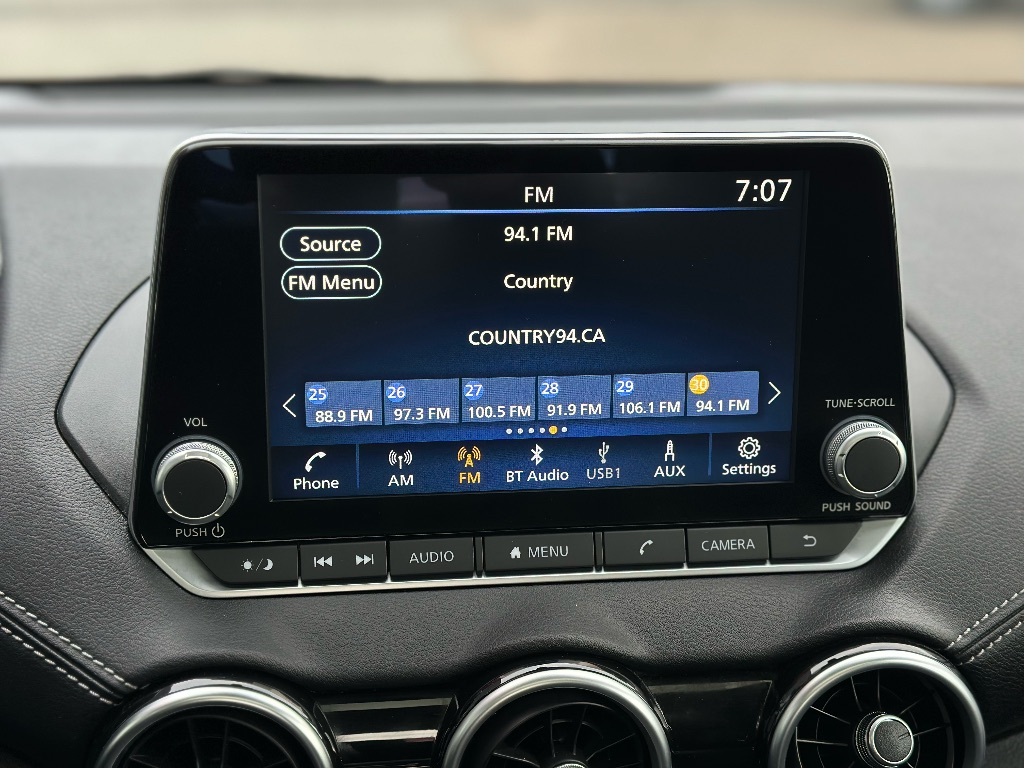 FM 7:07
Source 94.1 FM
FM Menu Country
COUNTRY94.CA
25 26 27 28 29 30
88.9 FM 97.3 FM 100.5 FM 91.9 FM 106.1 FM 94.1 FM
Phone AM FM BT Audio USB1 AUX Settings
VOL
TUNE·SCROLL
PUSH
PUSH SOUND
AUDIO MENU CAMERA